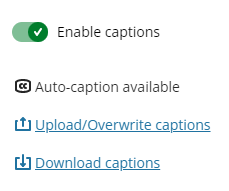 Enable captions
Auto-caption available
Upload/Overwrite captions
Download captions